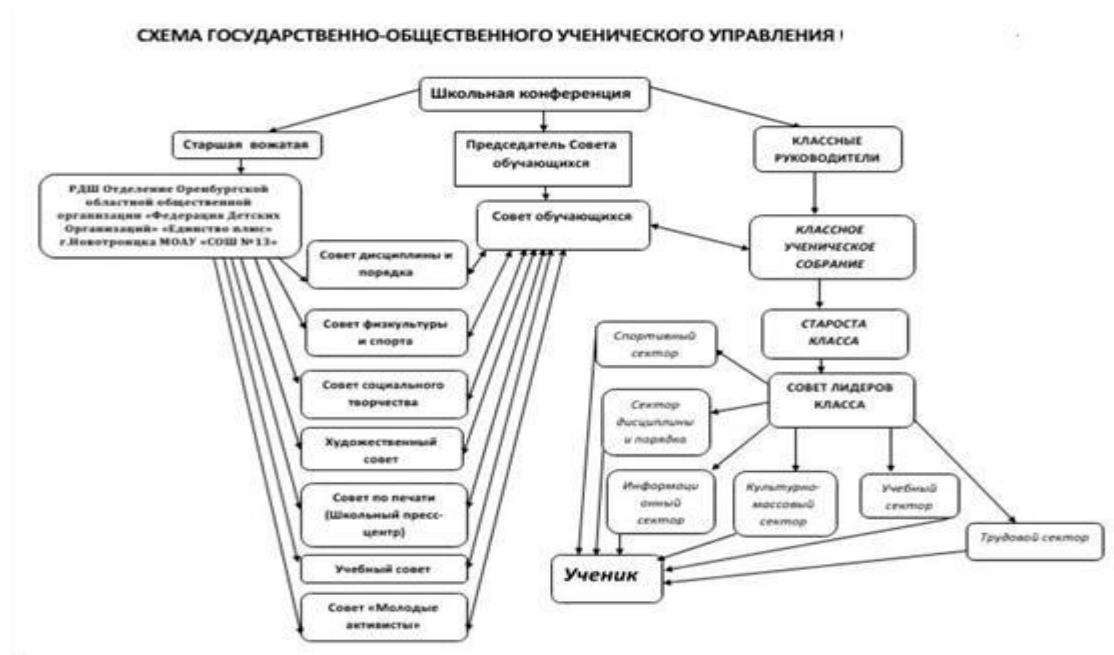 СХЕМА ГОСУДАРСТВЕННО-ОБЩЕСТВЕННОГО УЧЕНИЧЕСКОГО УПРАВЛЕНИЯ
Школьная конференция
Старшая вожатая
Председатель Совета
обучающихся
КЛАССНЫЕ
РУКОВОДИТЕЛИ
РДШ Отделение Оренбургской
областной общественной
организации «Федерация Детских
Организаций» «Единство плюс»
г.Новотроицка МОАУ «СОШ №13»
Совет обучающихся
КЛАССНОЕ
УЧЕНИЧЕСКОЕ
СОБРАНИЕ
Совет дисциплины и
порядка
Совет физкультуры
и спорта
Совет социального
творчества
Художественный
совет
Совет по печати
(Школьный пресс-
центр)
Учебный совет
Совет «Молодые
активисты»
СТАРОСТА
КЛАССА
Спортивный
сектор
СОВЕТ ЛИДЕРОВ
КЛАССА
Сектор
дисциплины
и порядка
Информаци
онный
сектор
Культурно-
массовый
сектор
Учебный
сектор
Трудовой сектор
Ученик